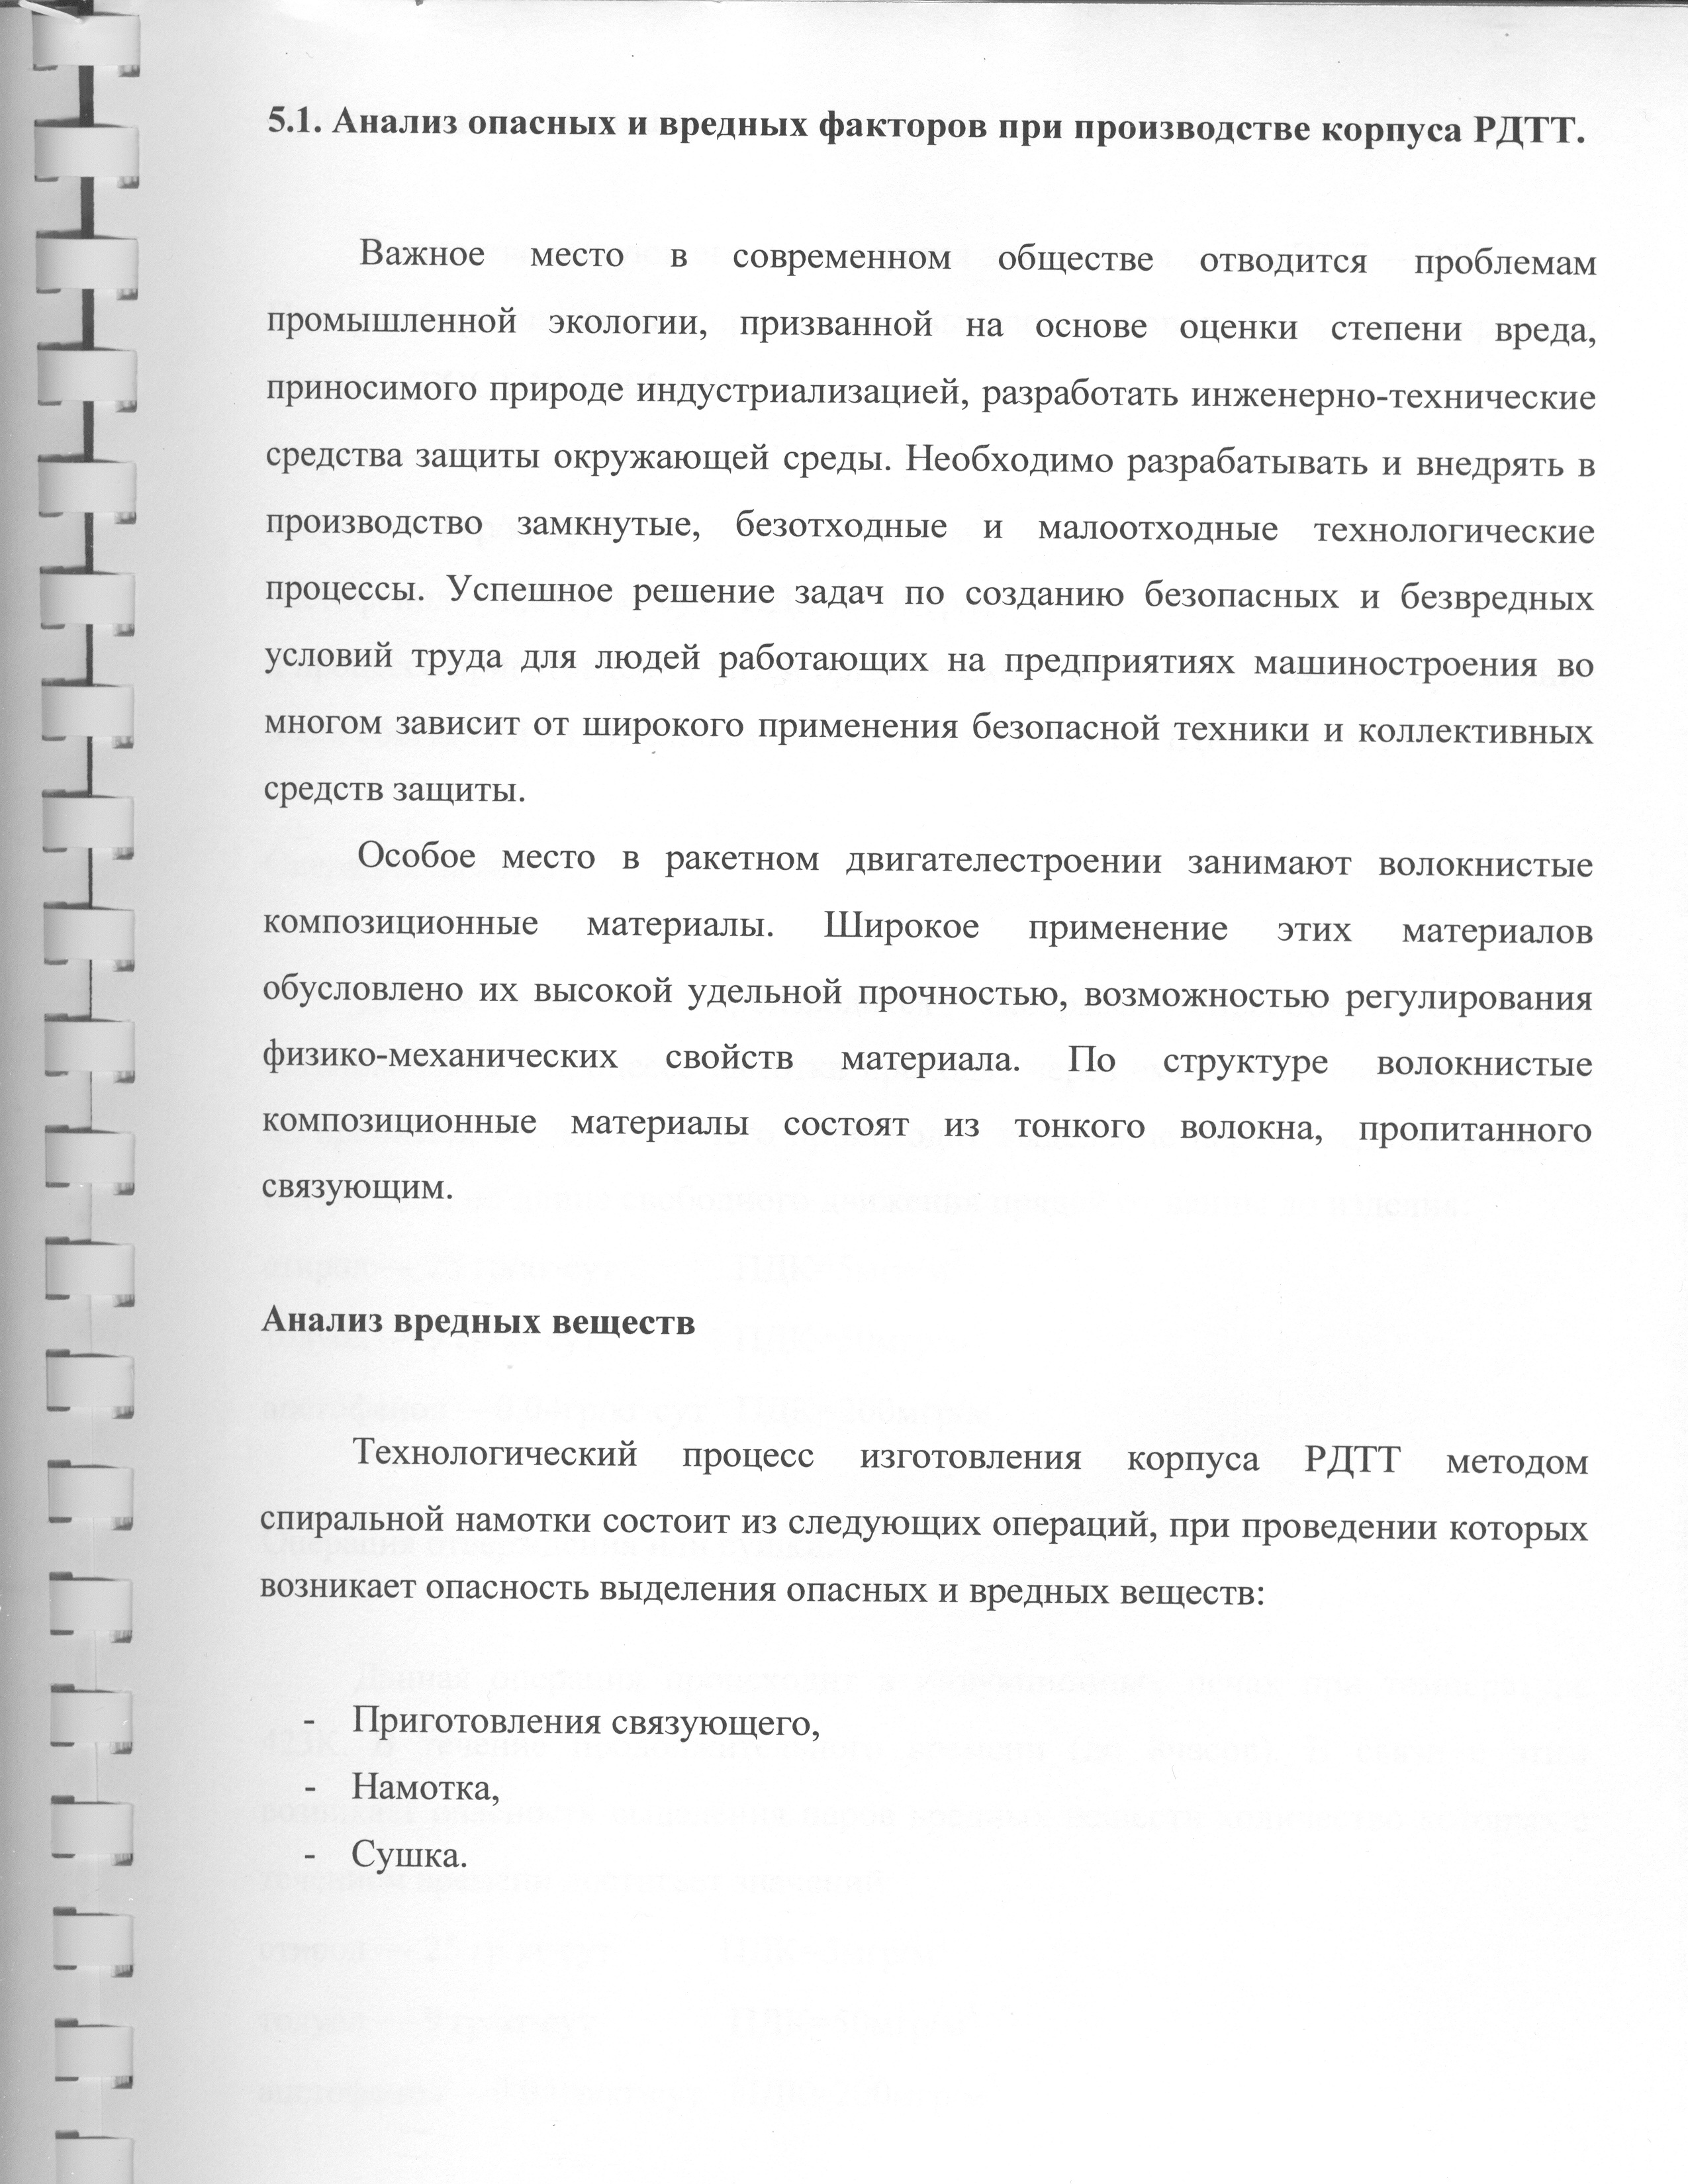 5.1. Анализ опасных и вредных факторов при производстве корпуса РДТТ.
Важное место в современном обществе отводится проблемам
промышленной экологии, призванной на основе оценки степени вреда,
приносимого природе индустриализацией, разработать инженерно-технические
средства защиты окружающей среды. Необходимо разрабатывать и внедрять в
производство замкнутые, безотходные и малоотходные технологические
процессы. Успешное решение задач по созданию безопасных и безвредных
условий труда для людей работающих на предприятиях машиностроения во
многом зависит от широкого применения безопасной техники и коллективных
средств защиты.
Особое место в ракетном двигателестроении занимают волокнистые
композиционные материалы. Широкое применение этих материалов
обусловлено их высокой удельной прочностью, возможностью регулирования
физико-механических свойств материала. По структуре волокнистые
композиционные материалы состоят из тонкого волокна, пропитанного
связующим.
Анализ вредных веществ
Технологический процесс изготовления корпуса РДТТ методом
спиральной намотки состоит из следующих операций, при проведении которых
возникает опасность выделения опасных и вредных веществ:
- Приготовления связующего,
- Намотка,
- Сушка.